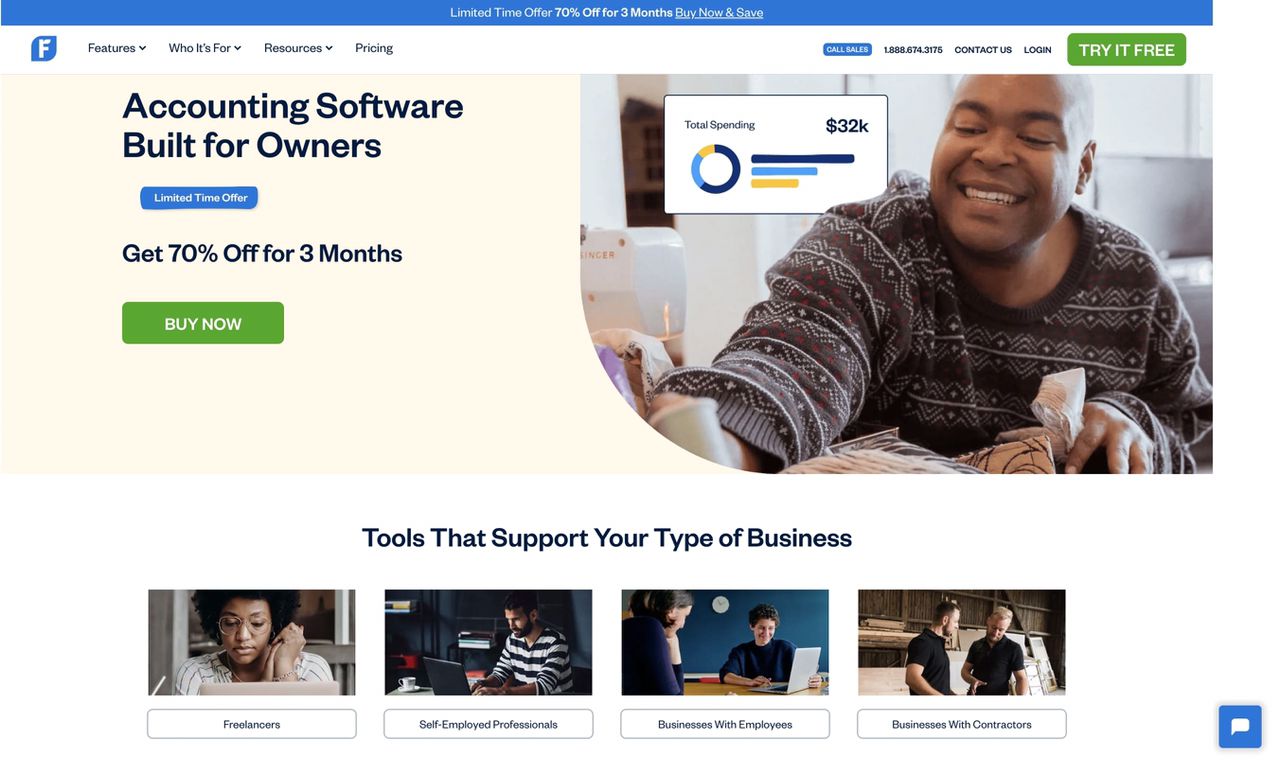 Limited Time Offer 70% Off for 3 Months Buy Now & Save
F
Features
Who It's For
Resources
Pricing
CALL SALES
1.888.674.3175
CONTACT US
LOGIN
TRY IT FREE
Accounting Software
Built for Owners
Limited Time Offer
Get 70% Off for 3 Months
BUY NOW
Total Spending
$32k
SINGER
Tools That Support Your Type of Business
Freelancers
Self-Employed Professionals
Businesses With Employees
Businesses With Contractors